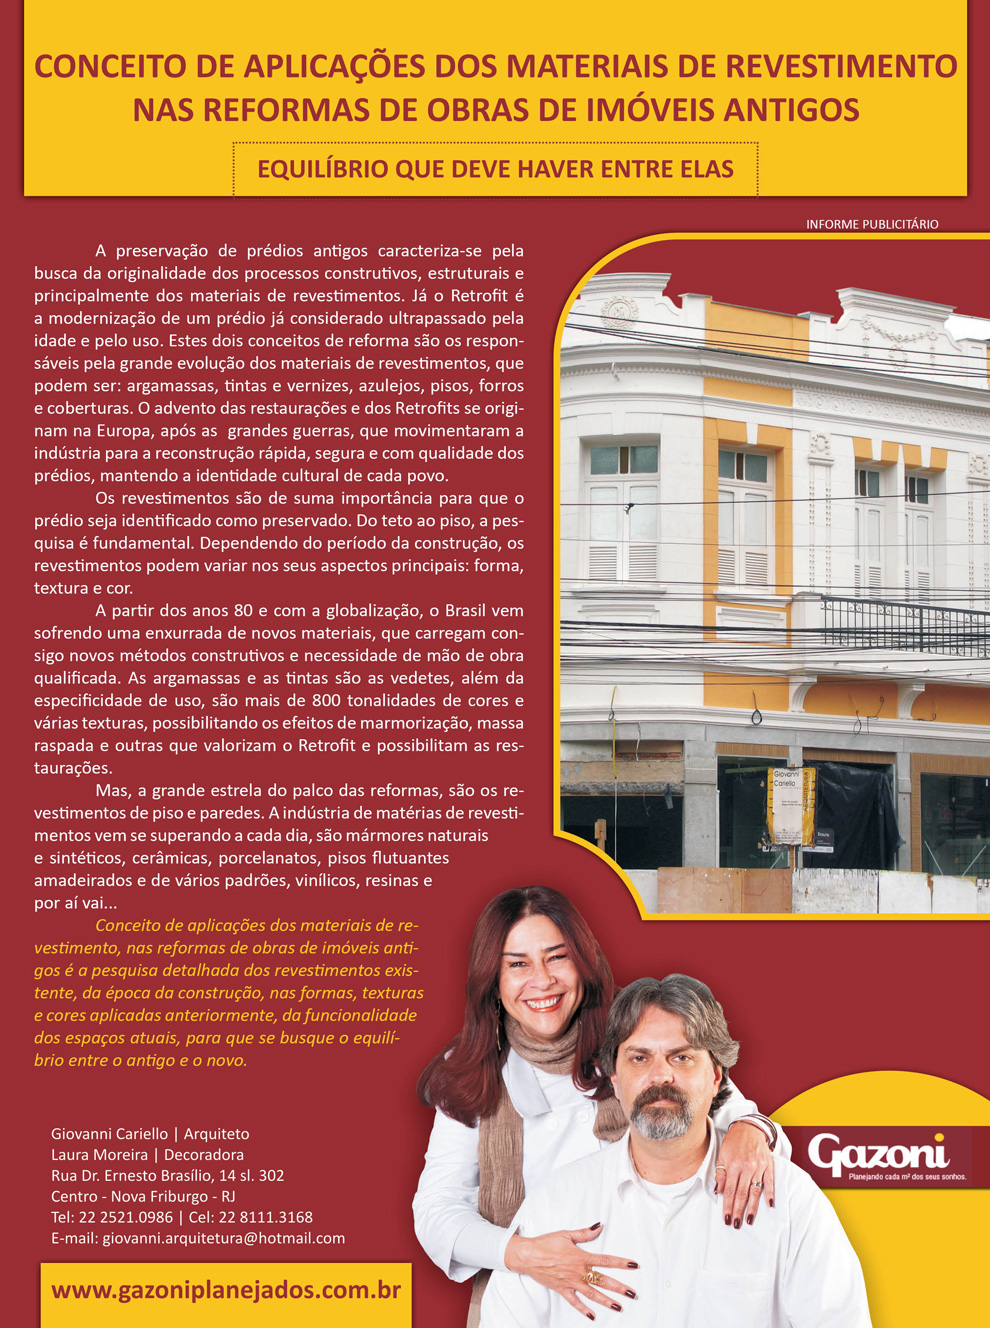 CONCEITO DE APLICAÇÕES DOS MATERIAIS DE REVESTIMENTO
NAS REFORMAS DE OBRAS DE IMÓVEIS ANTIGOS
EQUILÍBRIO QUE DEVE HAVER ENTRE ELAS
INFORME PUBLICITÁRIO
A preservação de prédios antigos caracteriza-se pela
busca da originalidade dos processos construtivos, estruturais e
principalmente dos materiais de revestimentos. Já o Retrofit é
a modernização de um prédio já considerado ultrapassado pela
idade e pelo uso. Estes dois conceitos de reforma são os respon-
sáveis pela grande evolução dos materiais de revestimentos, que
podem ser: argamassas, tintas e vernizes, azulejos, pisos, forros
e coberturas. O advento das restaurações e dos Retrofits se origi-
nam na Europa, após as grandes guerras, que movimentaram a
indústria para a reconstrução rápida, segura e com qualidade dos
prédios, mantendo a identidade cultural de cada povo.
Os revestimentos são de suma importância para que o
prédio seja identificado como preservado. Do teto ao piso, a pes-
quisa é fundamental. Dependendo do período da construção, os
revestimentos podem variar nos seus aspectos principais: forma,
textura e cor.
A partir dos anos 80 e com a globalização, o Brasil vem
sofrendo uma enxurrada de novos materiais, que carregam con-
sigo novos métodos construtivos e necessidade de mão de obra
qualificada. As argamassas e as tintas são as vedetes, além da
especificidade de uso, são mais de 800 tonalidades de cores e
várias texturas, possibilitando os efeitos de marmorização, massa
raspada e outras que valorizam o Retrofit e possibilitam as res-
taurações.
Mas, a grande estrela do palco das reformas, são os re-
vestimentos de piso e paredes. A indústria de matérias de revesti-
mentos vem se superando a cada dia, são mármores naturais
e sintéticos, cerâmicas, porcelanatos, pisos flutuantes
amadeirados e de vários padrões, vinílicos, resinas e
por aí vai...
Conceito de aplicações dos materiais de re-
vestimento, nas reformas de obras de imóveis anti-
gos é a pesquisa detalhada dos revestimentos exis-
tente, da época da construção, nas formas, texturas
e cores aplicadas anteriormente, da funcionalidade
dos espaços atuais, para que se busque o equilí-
brio entre o antigo e o novo.
Giovanni
Cariello
Giovanni Cariello | Arquiteto
Laura Moreira | Decoradora
Rua Dr. Ernesto Brasílio, 14 sl. 302
Centro - Nova Friburgo - RJ
Tel: 22 2521.0986 | Cel: 22 8111.3168
E-mail: giovanni.arquitetura@hotmail.com
Gazoni
Planejando cada m² dos seus sonhos.
www.gazoniplanejados.com.br